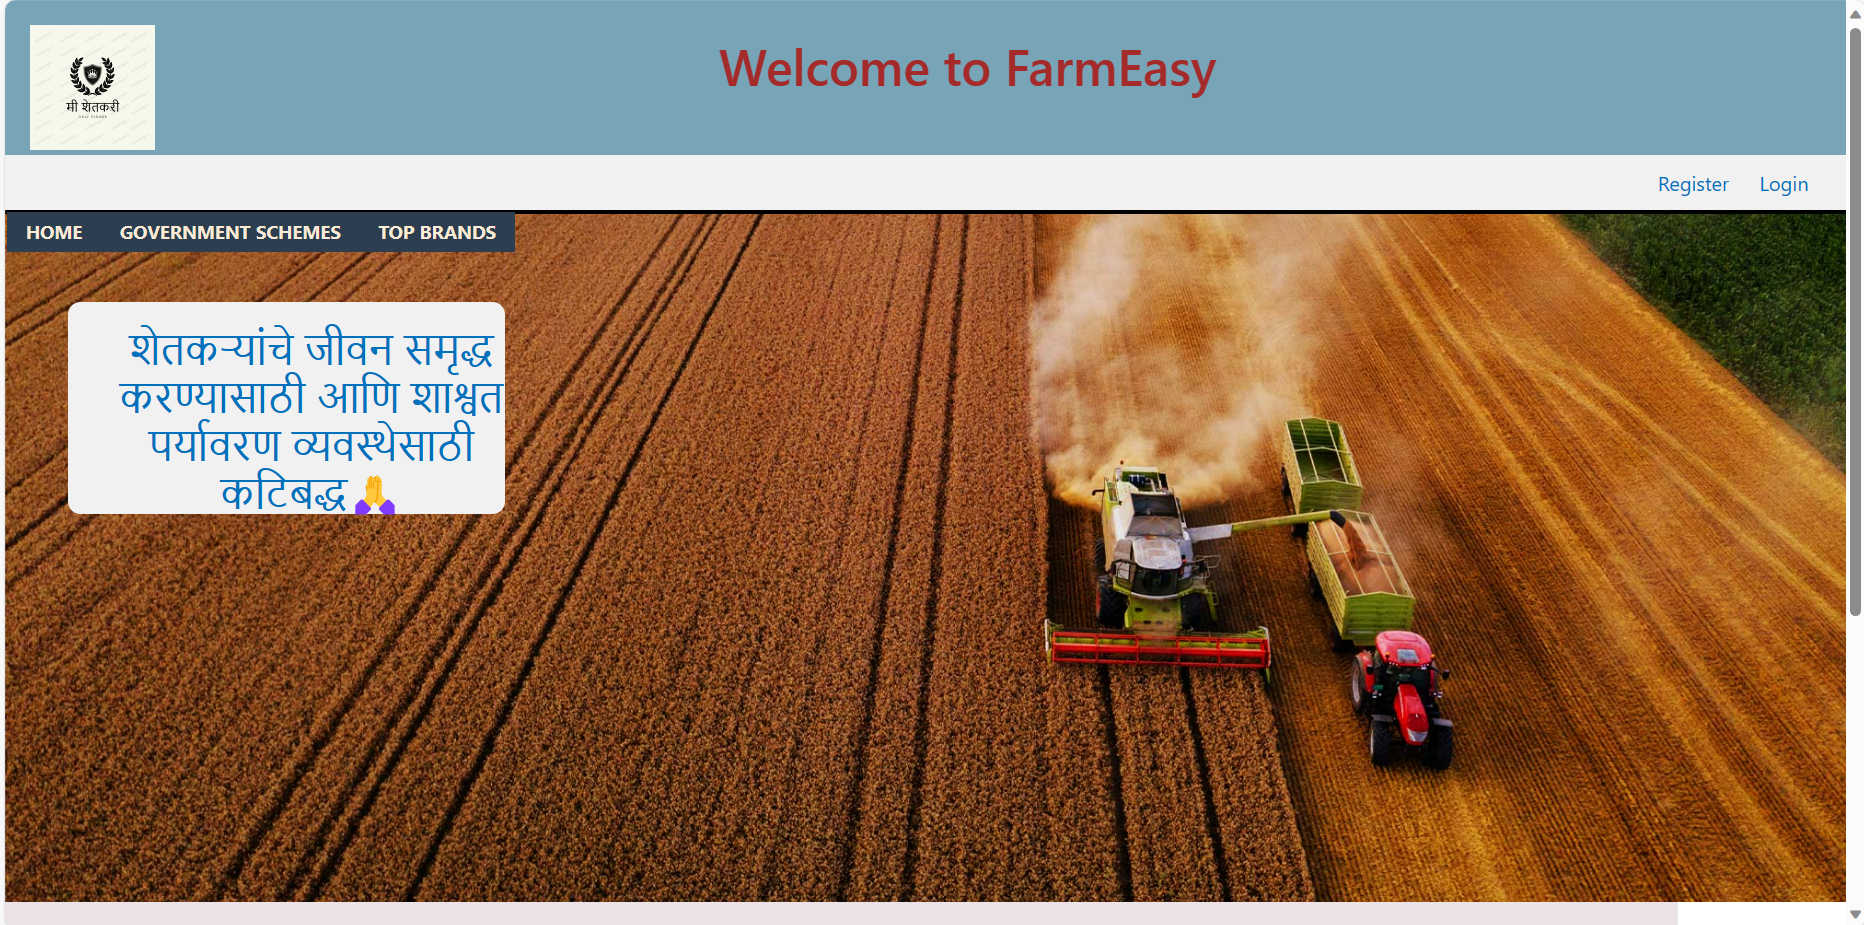 मी शेतकरी
Welcome to FarmEasy
Register Login
HOME GOVERNMENT SCHEMES TOP BRANDS
शेतकऱ्यांचे जीवन समृद्ध
करण्यासाठी आणि शाश्वत
पर्यावरण व्यवस्थेसाठी
कटिबद्ध🙏